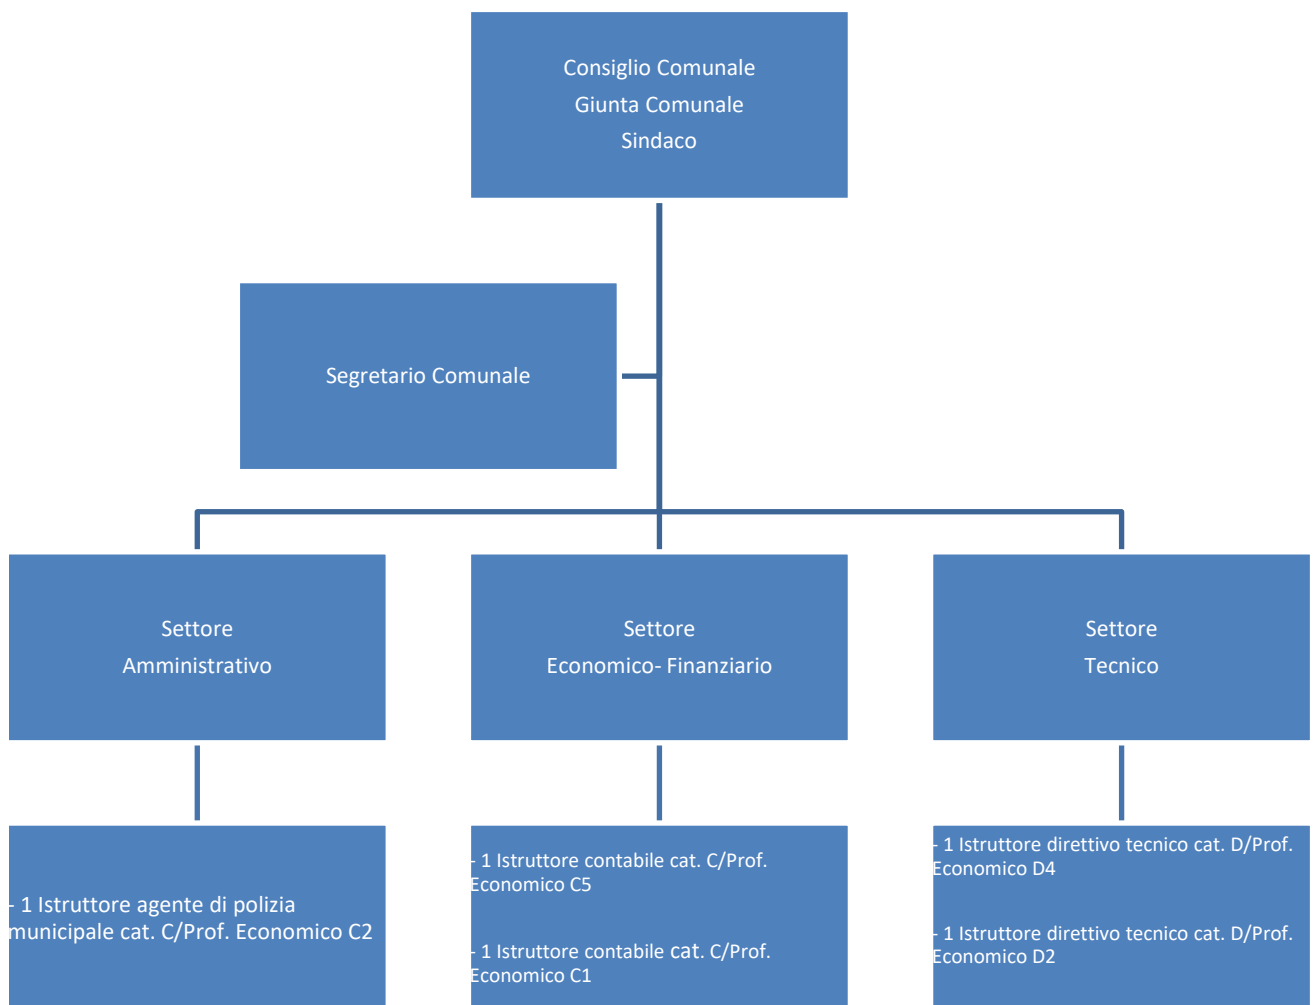 Consiglio Comunale
Giunta Comunale
Sindaco
Segretario Comunale
Settore
Amministrativo
Settore
Economico- Finanziario
Settore
Tecnico
- 1 Istruttore agente di polizia
municipale cat. C/Prof. Economico C2
- 1 Istruttore contabile cat. C/Prof.
Economico C5
- 1 Istruttore contabile cat. C/Prof.
Economico C1
- 1 Istruttore direttivo tecnico cat. D/Prof.
Economico D4
- 1 Istruttore direttivo tecnico cat. D/Prof.
Economico D2